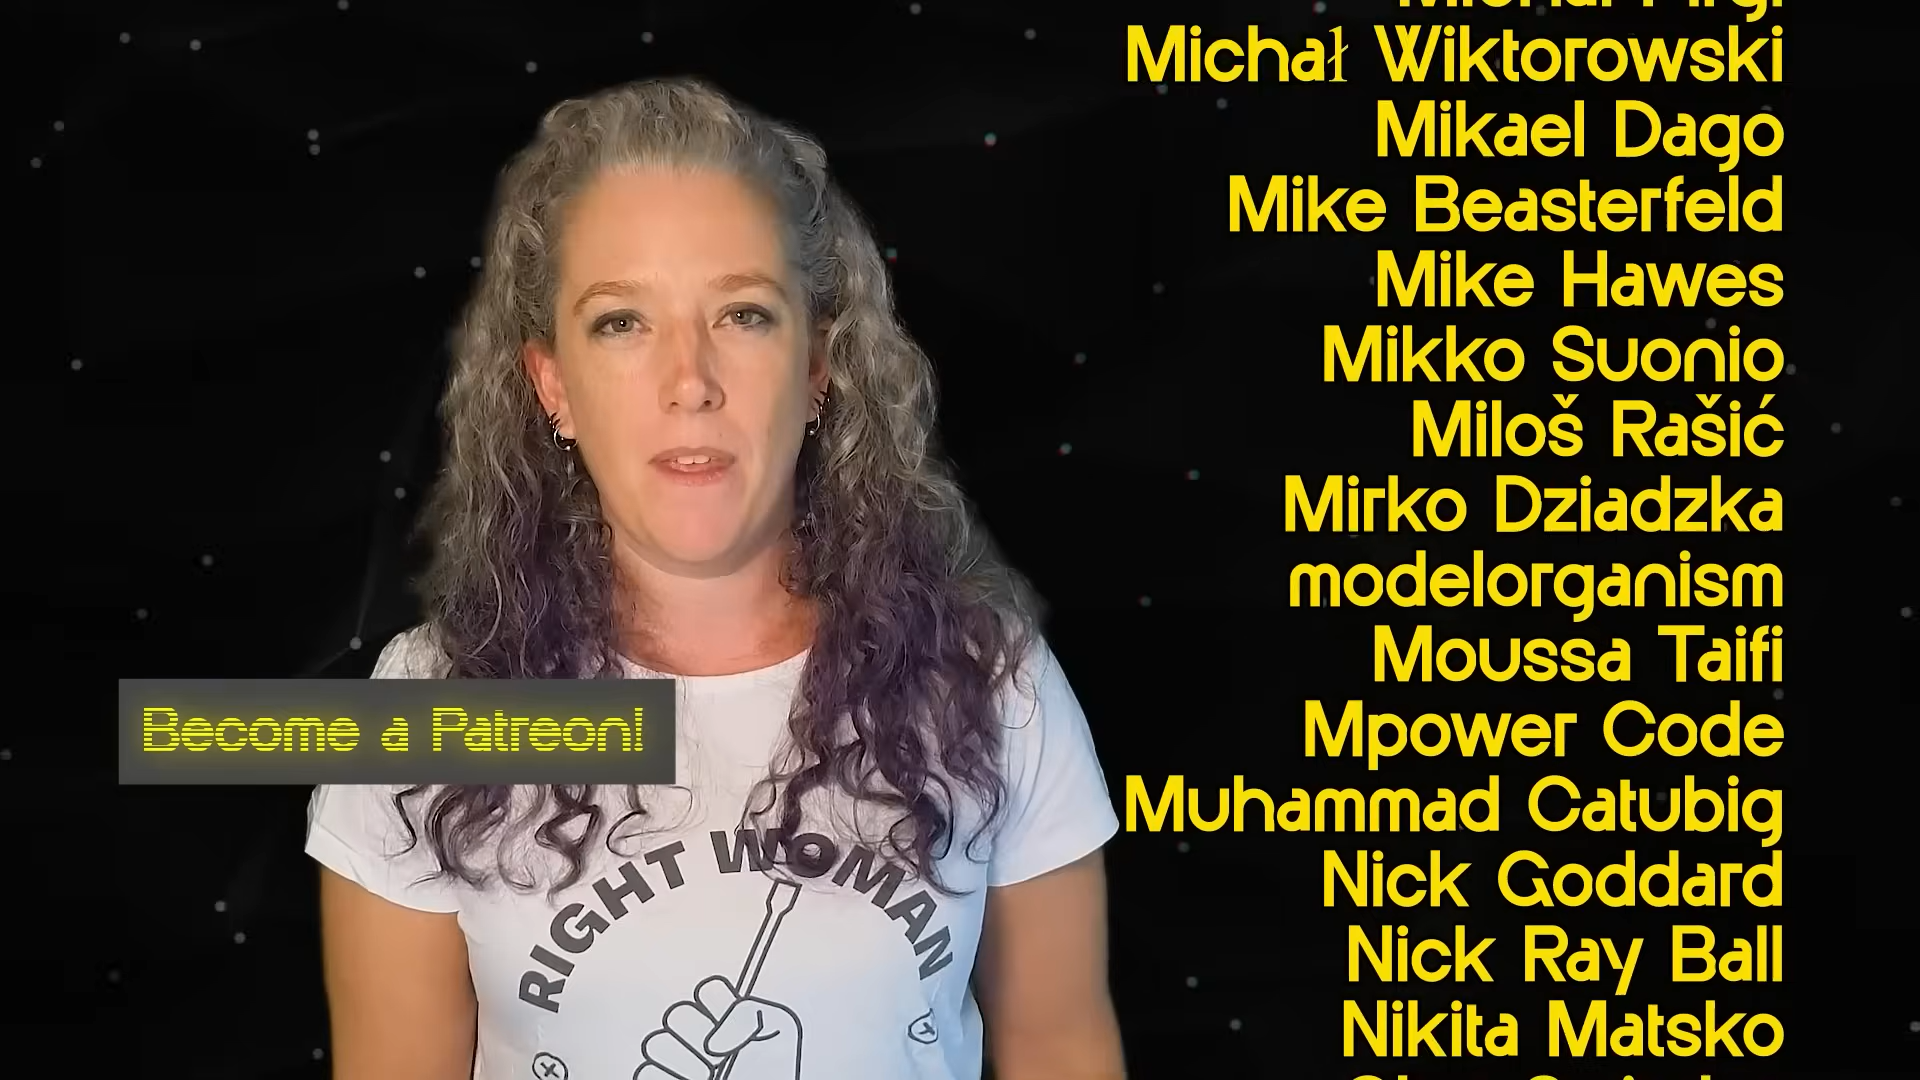 Michał Wiktorowski
Mikael Dago
Mike Beasterfeld
Mike Hawes
Mikko Suonio
Miloš Rašić
Mirko Dziadzka
modelorganism
Moussa Taifi
Mpower Code
Muhammad Catubig
Nick Goddard
Nick Ray Ball
Nikita Matsko
Become a Patreon!
RIGHT WOMAN